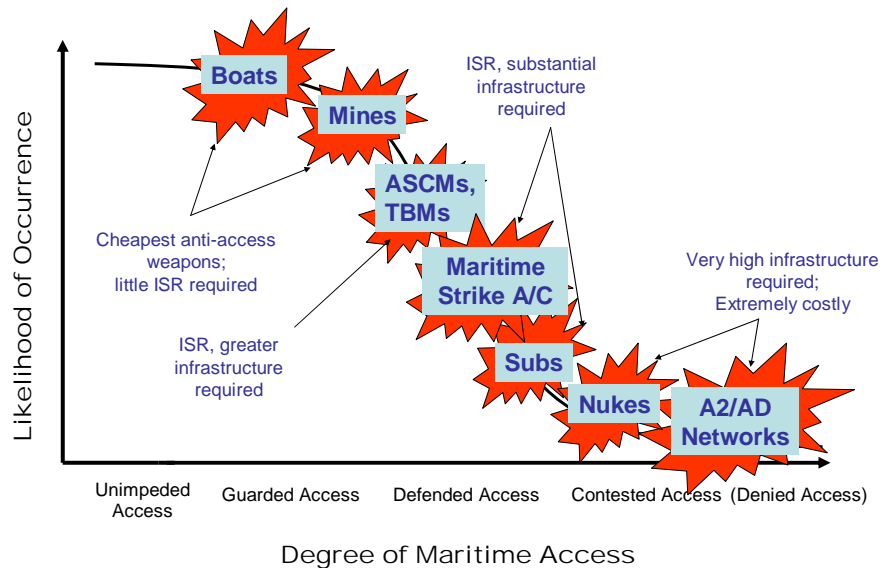 Likelihood of Occurrence
Boats
Mines
ASCMs,
TBMs
Maritime
Strike A/C
Subs
Nukes
A2/AD
Networks
ISR, substantial
infrastructure
required
Cheapest anti-access
weapons;
little ISR required
ISR, greater
infrastructure
required
Very high infrastructure
required;
Extremely costly
Unimpeded
Access
Guarded Access
Defended Access
Contested Access
(Denied Access)
Degree of Maritime Access